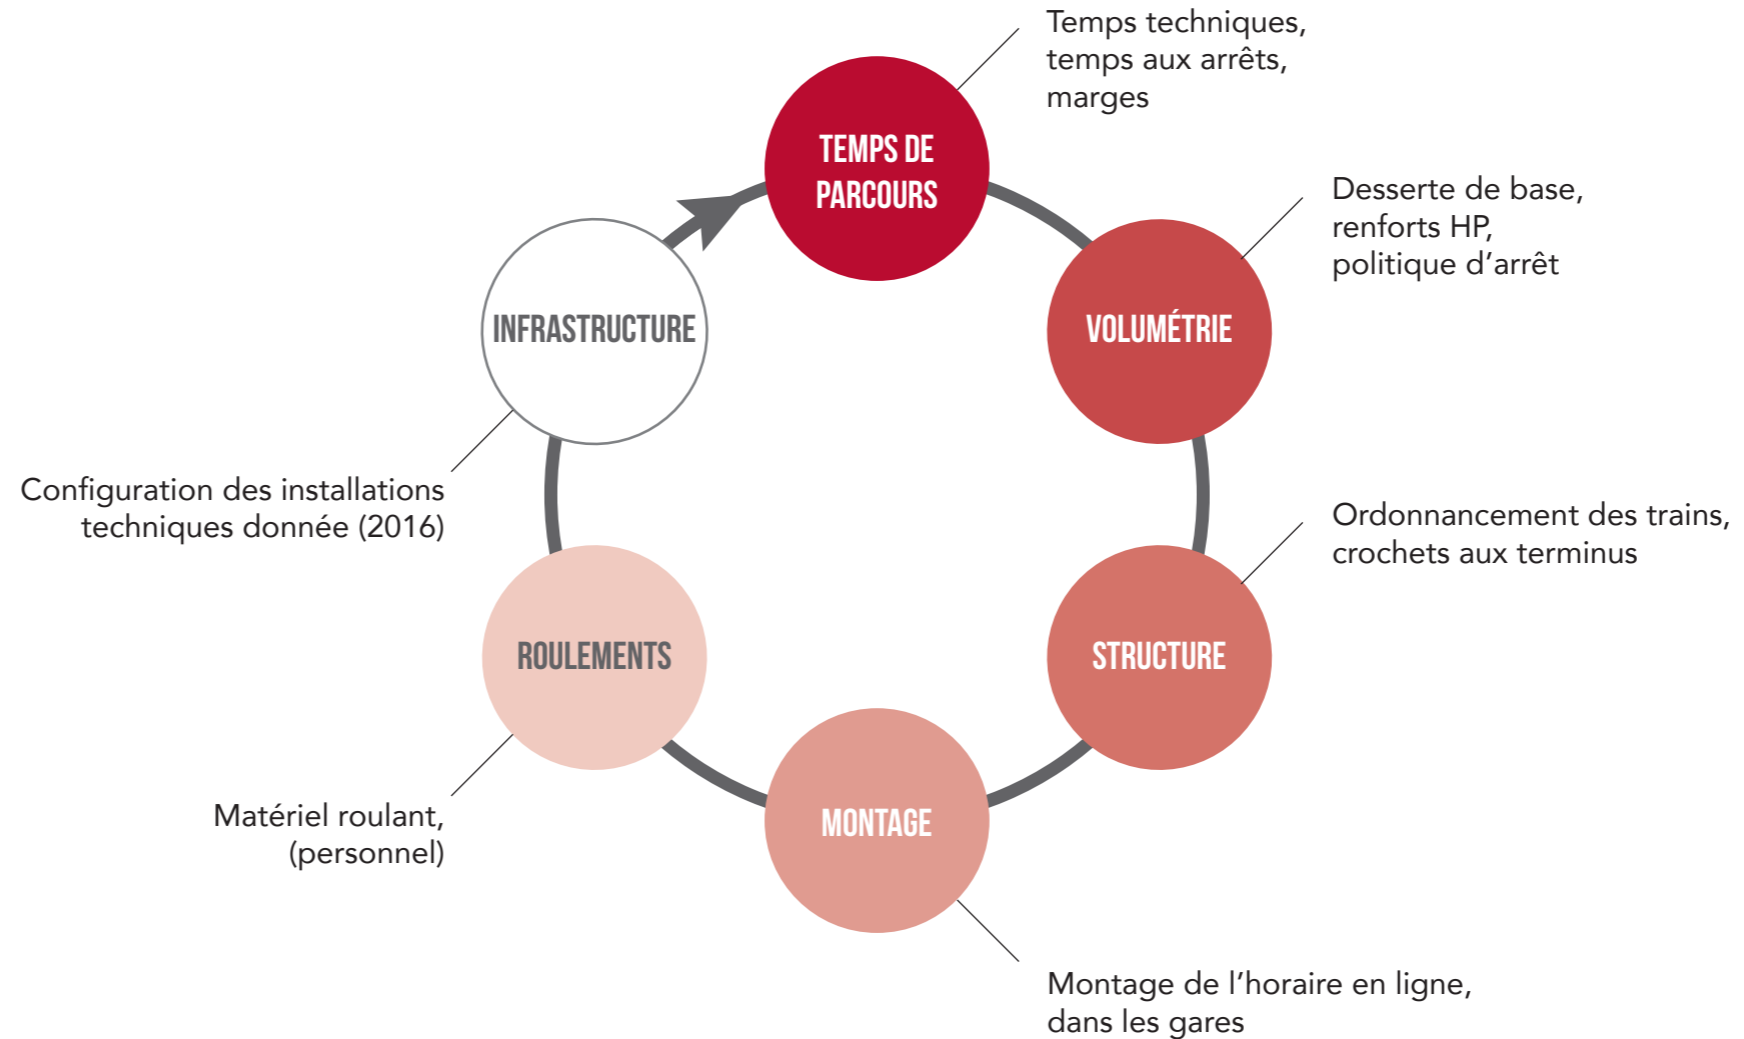 Temps techniques,
temps aux arrêts,
marges
TEMPS DE
PARCOURS
Desserte de base,
renforts HP,
politique d’arrêt
VOLUMÉTRIE
Ordonnancement des trains,
crochets aux terminus
STRUCTURE
MONTAGE
Montage de l’horaire en ligne,
dans les gares
ROULEMENTS
Matériel roulant,
(personnel)
INFRASTRUCTURE
Configuration des installations
techniques donnée (2016)